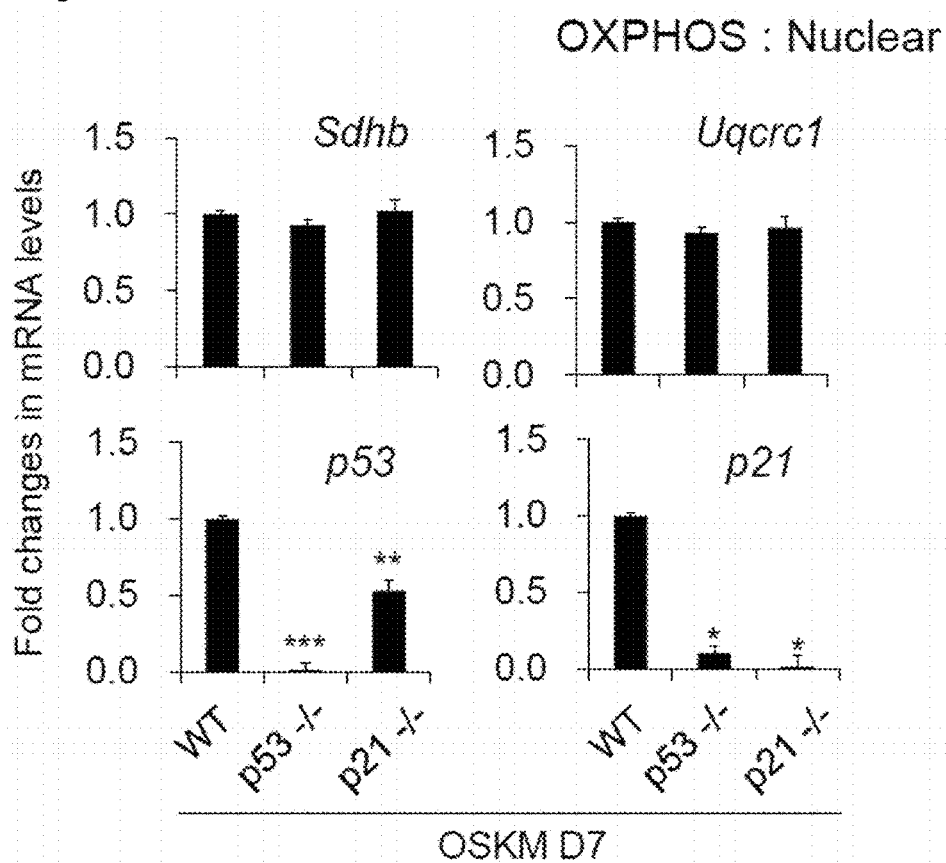 OXPHOS : Nuclear
Fold changes in mRNA levels
Sdhb
1.5
1.0
0.5
0.0
Uqcrc1
1.5
1.0
0.5
0.0
p53
1.5
1.0
0.5
0.0
***
**
WT
p53 -/-
p21 -/-
p21
1.5
1.0
0.5
0.0
*
*
WT
p53 -/-
p21 -/-
OSKM D7